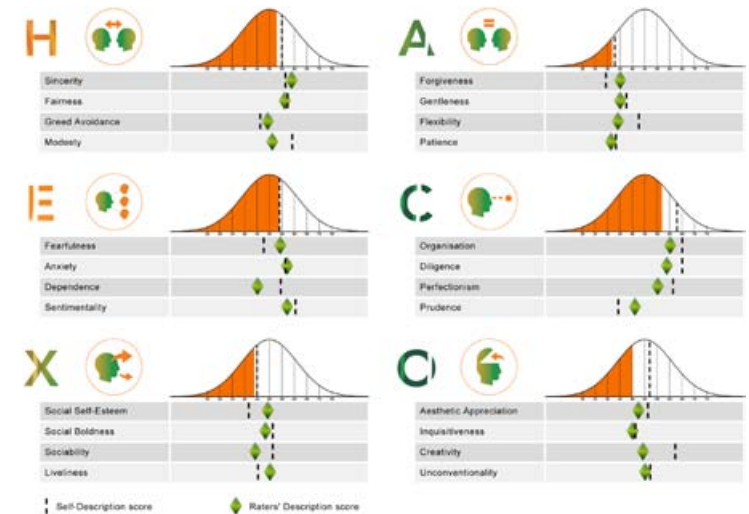 H
Sincerity
Fairness
Greed Avoidance
Modesty
A
Forgiveness
Gentleness
Flexibility
Patience
E
Fearfulness
Anxiety
Dependence
Sentimentality
C
Organisation
Diligence
Perfectionism
Prudence
X
Social Self-Esteem
Social Boldness
Sociability
Liveliness
O
Aesthetic Appreciation
Inquisitiveness
Creativity
Unconventionality
Self-Description score
Raters' Description score